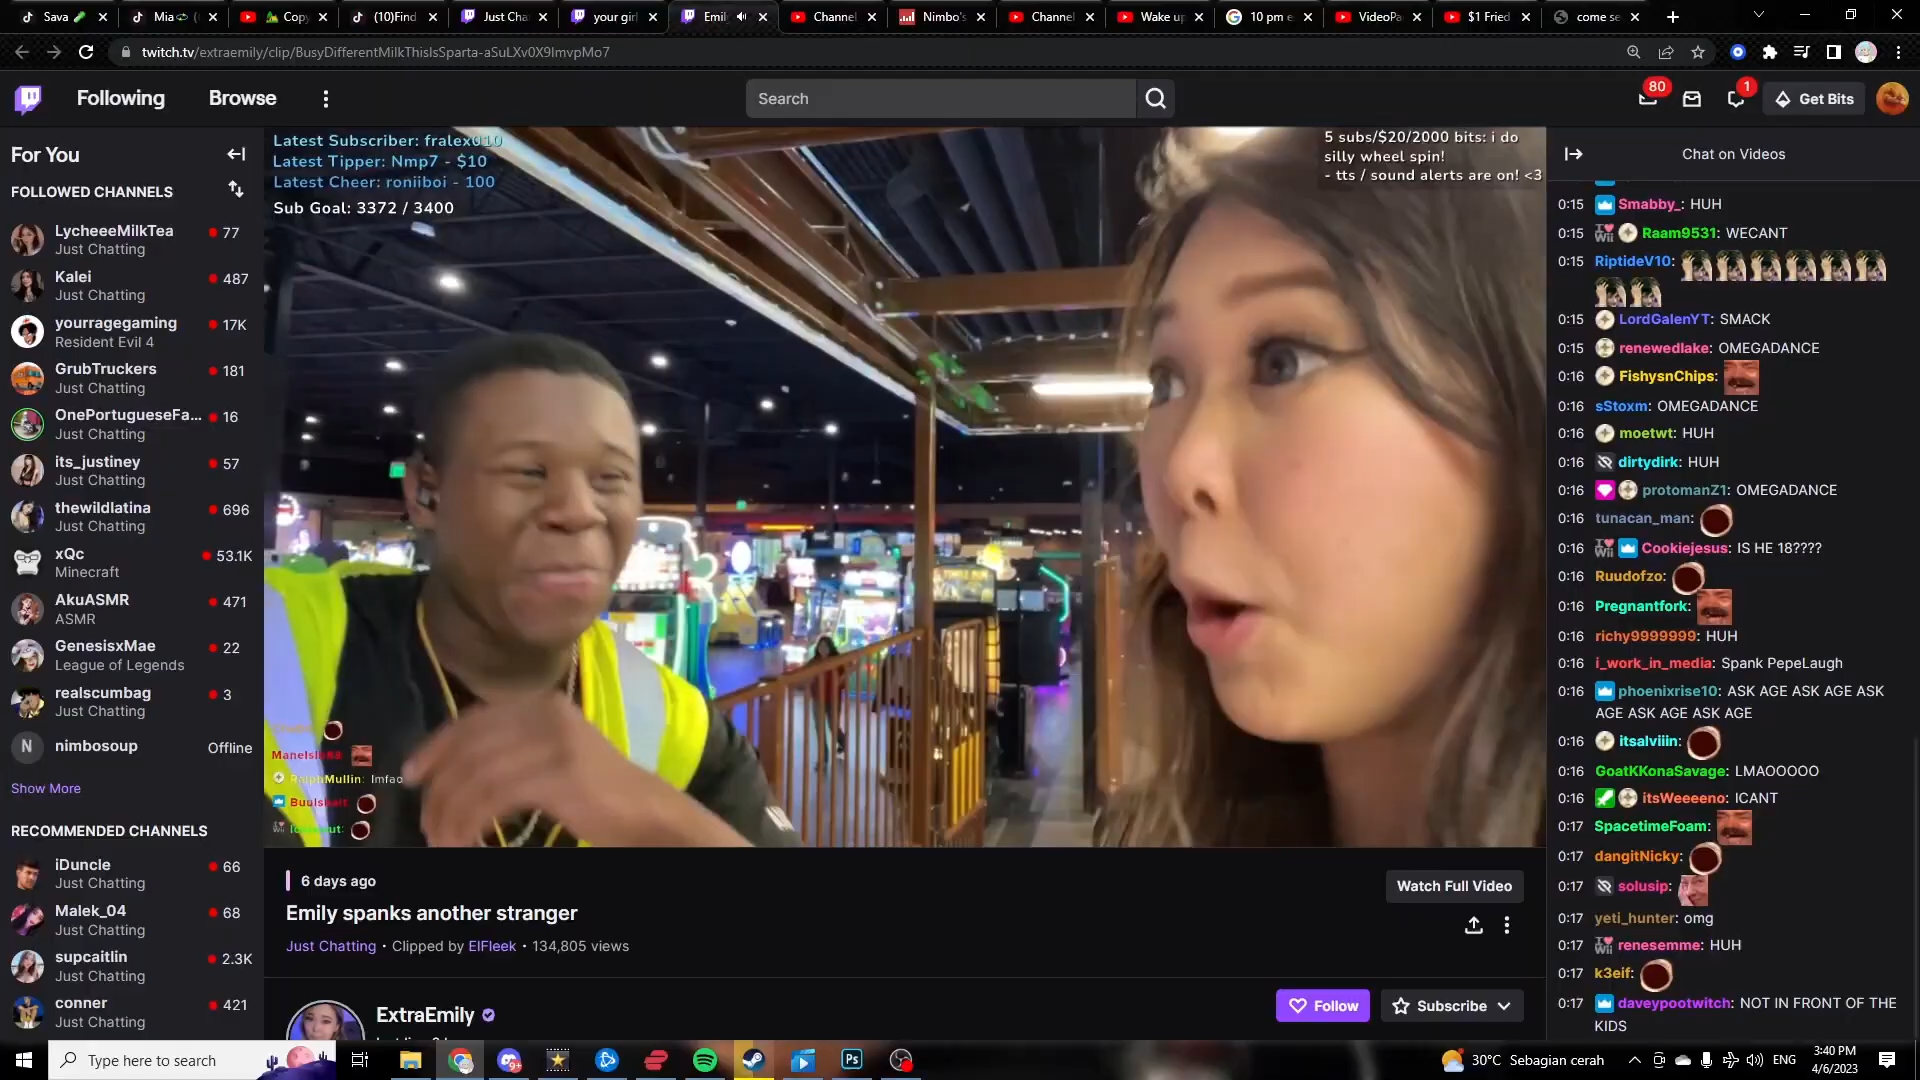 Sava
Mia
Copy
(10)Find
Just Cha
your girl
Emil
Channel
Nimbo's
Channel
Wake up
10 pm e
VideoPa
$1 Fried
come se
twitch.tv/extraemily/clip/BusyDifferentMilkThisIsSparta-aSuLXv0X9ImvpMo7
Following
Browse
Search
80
1
Get Bits
For You
FOLLOWED CHANNELS
LycheeeMilkTea
77
Just Chatting
Kalei
487
Just Chatting
yourragegaming
17K
Resident Evil 4
GrubTruckers
181
Just Chatting
OnePortugueseFa...
16
Just Chatting
its_justiney
57
Just Chatting
thewildlatina
696
Just Chatting
xQc
53.1K
Minecraft
AkuASMR
471
ASMR
GenesisxMae
22
League of Legends
realscumbag
3
Just Chatting
N
nimbosoup
Offline
Show More
RECOMMENDED CHANNELS
iDuncle
66
Just Chatting
Malek_04
68
Just Chatting
supcaitlin
2.3K
Just Chatting
conner
421
Just Chatting
Latest Subscriber: fralex010
Latest Tipper: Nmp7 - $10
Latest Cheer: roniiboi - 100
Sub Goal: 3372 / 3400
5 subs/$20/2000 bits: i do
silly wheel spin!
- tts / sound alerts are on! <3
RalphMullin: lmfao
6 days ago
Emily spanks another stranger
Just Chatting • Clipped by ElFleek • 134,805 views
Watch Full Video
ExtraEmily
Follow
Subscribe
Chat on Videos
0:15 Smabby_: HUH
0:15 Raam9531: WECANT
0:15 RiptideV10:
0:15 LordGalenYT: SMACK
0:15 renewedlake: OMEGADANCE
0:16 FishysnChips:
0:16 sStoxm: OMEGADANCE
0:16 moetwt: HUH
0:16 dirtydirk: HUH
0:16 protomanZ1: OMEGADANCE
0:16 tunacan_man:
0:16 Cookiejesus: IS HE 18????
0:16 Ruudofzo:
0:16 Pregnantfork:
0:16 richy9999999: HUH
0:16 i_work_in_media: Spank PepeLaugh
0:16 phoenixrise10: ASK AGE ASK AGE ASK
AGE ASK AGE ASK AGE
0:16 itsalviiin:
0:16 GoatKKonaSavage: LMAOOOOO
0:16 itsWeeeeno: ICANT
0:17 SpacetimeFoam:
0:17 dangitNicky:
0:17 solusip:
0:17 yeti_hunter: omg
0:17 renesemme: HUH
0:17 k3eif:
0:17 daveypootwitch: NOT IN FRONT OF THE
KIDS
Type here to search
9+
Ps
30°C Sebagian cerah
ENG
3:40 PM
4/6/2023